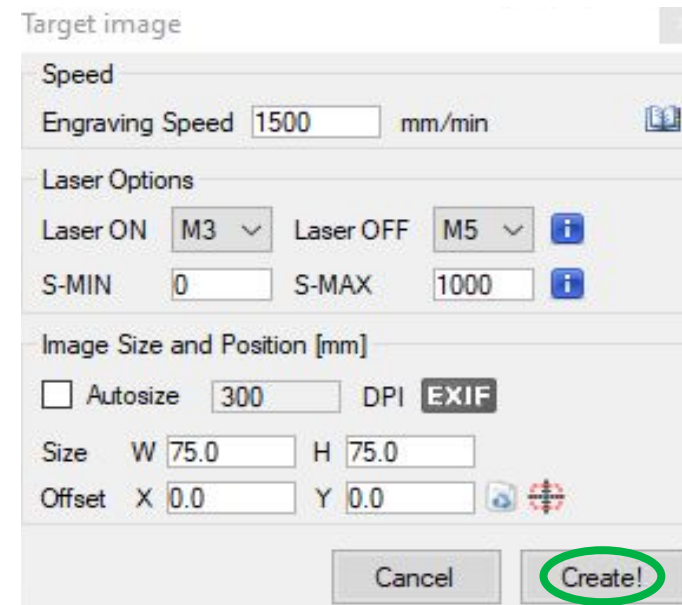 Target image
Speed
Engraving Speed 1500 mm/min
Laser Options
Laser ON M3 Laser OFF M5 i
S-MIN 0 S-MAX 1000 i
Image Size and Position [mm]
Autosize 300 DPI EXIF
Size W 75.0 H 75.0
Offset X 0.0 Y 0.0
Cancel Create!